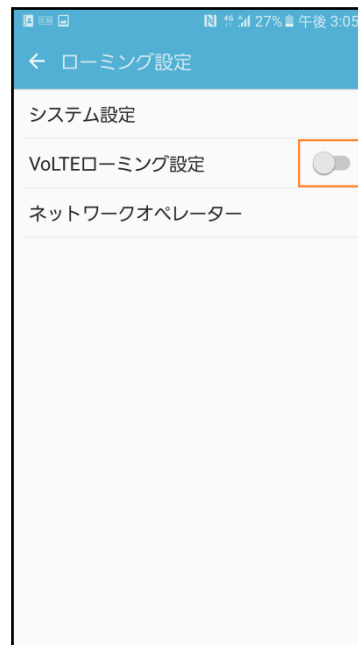 27% 午後 3:05
ローミング設定
システム設定
VoLTEローミング設定
ネットワークオペレーター